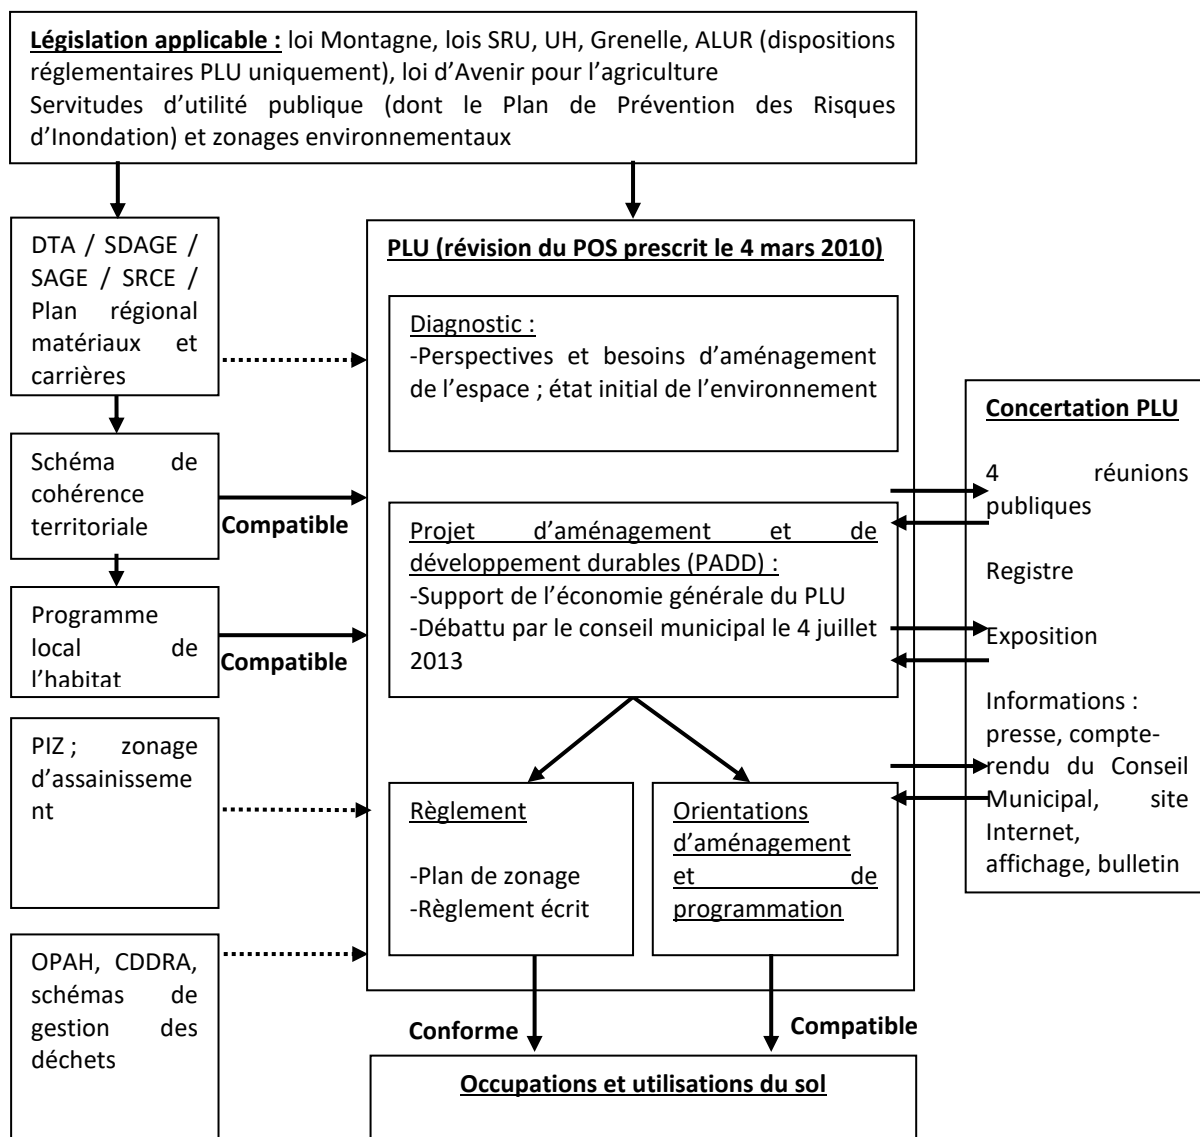 Législation applicable : loi Montagne, lois SRU, UH, Grenelle, ALUR (dispositions
réglementaires PLU uniquement), loi d’Avenir pour l’agriculture
Servitudes d’utilité publique (dont le Plan de Prévention des Risques
d’Inondation) et zonages environnementaux
DTA / SDAGE /
SAGE / SRCE /
Plan régional
matériaux et
carrières
Schéma de
cohérence
territoriale
Compatible
Programme
local de
l’habitat
Compatible
PIZ ; zonage
d’assainisseme
nt
OPAH, CDDRA,
schémas de
gestion des
déchets
PLU (révision du POS prescrit le 4 mars 2010)
Diagnostic :
-Perspectives et besoins d’aménagement
de l’espace ; état initial de l’environnement
Projet d’aménagement et de
développement durables (PADD) :
-Support de l’économie générale du PLU
-Débattu par le conseil municipal le 4 juillet
2013
Règlement
-Plan de zonage
-Règlement écrit
Orientations
d’aménagement
et de
programmation
Conforme
Compatible
Occupations et utilisations du sol
Concertation PLU
4 réunions
publiques
Registre
Exposition
Informations :
presse, compte-
rendu du Conseil
Municipal, site
Internet,
affichage, bulletin